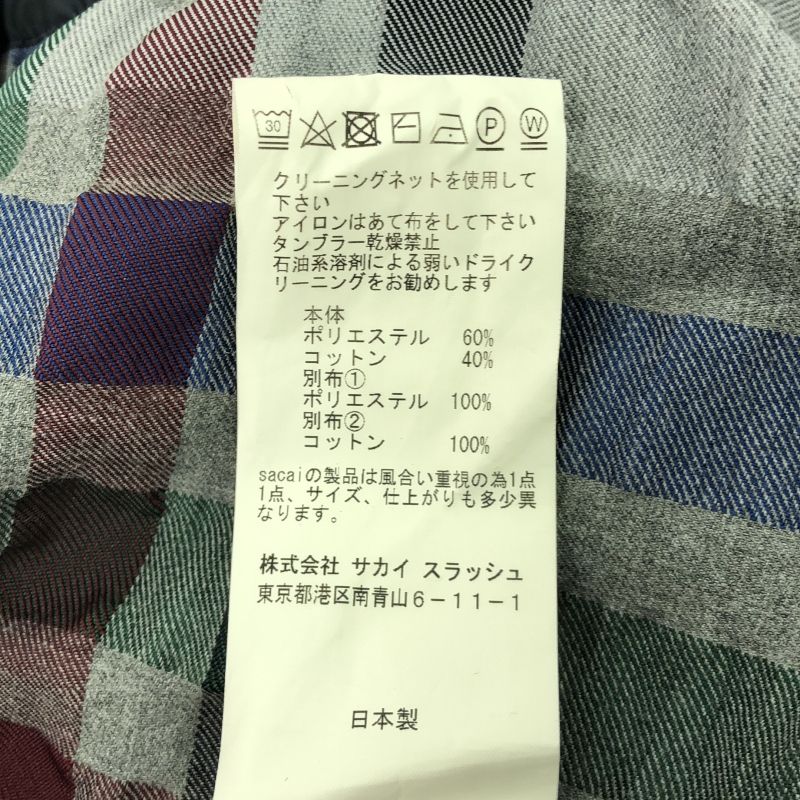 30 P W
クリーニングネットを使用して
下さい
アイロンはあて布をして下さい
タンブラー乾燥禁止
石油系溶剤による弱いドライク
リーニングをお勧めします
本体
ポリエステル 60%
コットン 40%
別布①
ポリエステル 100%
別布②
コットン 100%
sacaiの製品は風合い重視の為1点
1点、サイズ、仕上がりも多少異
なります。
株式会社 サカイ スラッシュ
東京都港区南青山6-11-1
日本製